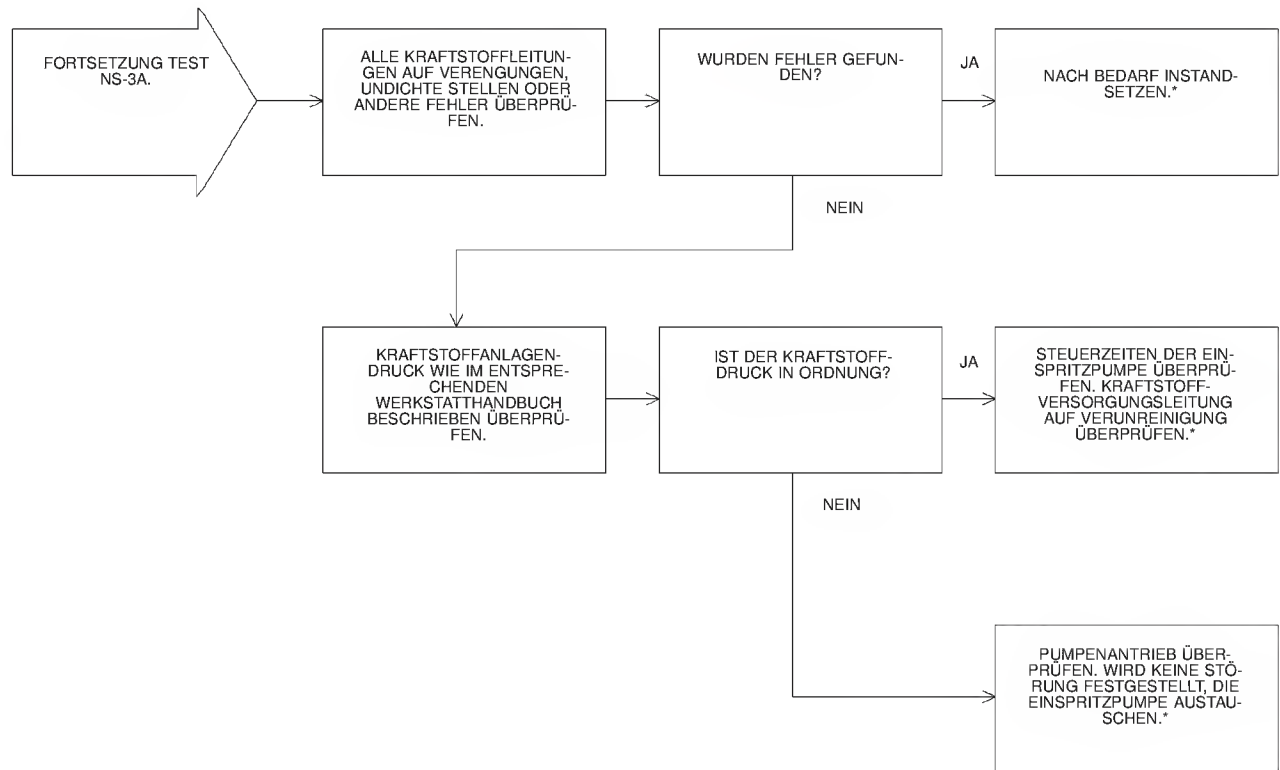 FORTSETZUNG TEST
NS-3A.
ALLE KRAFTSTOFFLEITUN-
GEN AUF VERENGUNGEN,
UNDICHTE STELLEN ODER
ANDERE FEHLER ÜBERPRÜ-
FEN.
WURDEN FEHLER GEFUN-
DEN?
JA
NACH BEDARF INSTAND-
SETZEN.*
NEIN
KRAFTSTOFFANLAGEN-
DRUCK WIE IM ENTSPRE-
CHENDEN
WERKSTATTHANDBUCH
BESCHRIEBEN ÜBERPRÜ-
FEN.
IST DER KRAFTSTOFF-
DRUCK IN ORDNUNG?
JA
STEUERZEITEN DER EIN-
SPRITZPUMPE ÜBERPRÜ-
FEN. KRAFTSTOFF-
VERSORGUNGSLEITUNG
AUF VERUNREINIGUNG
ÜBERPRÜFEN.*
NEIN
PUMPENANTRIEB ÜBER-
PRÜFEN. WIRD KEINE STÖ-
RUNG FESTGESTELLT, DIE
EINSPRITZPUMPE AUSTAU-
SCHEN.*